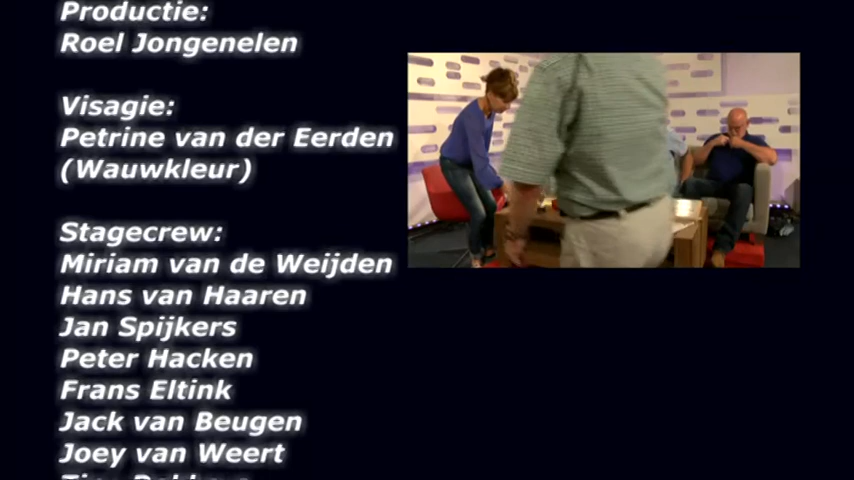 Productie:
Roel Jongenelen
Visagie:
Petrine van der Eerden
(Wauwkleur)
Stagecrew:
Miriam van de Weijden
Hans van Haaren
Jan Spijkers
Peter Hacken
Frans Eltink
Jack van Beugen
Joey van Weert